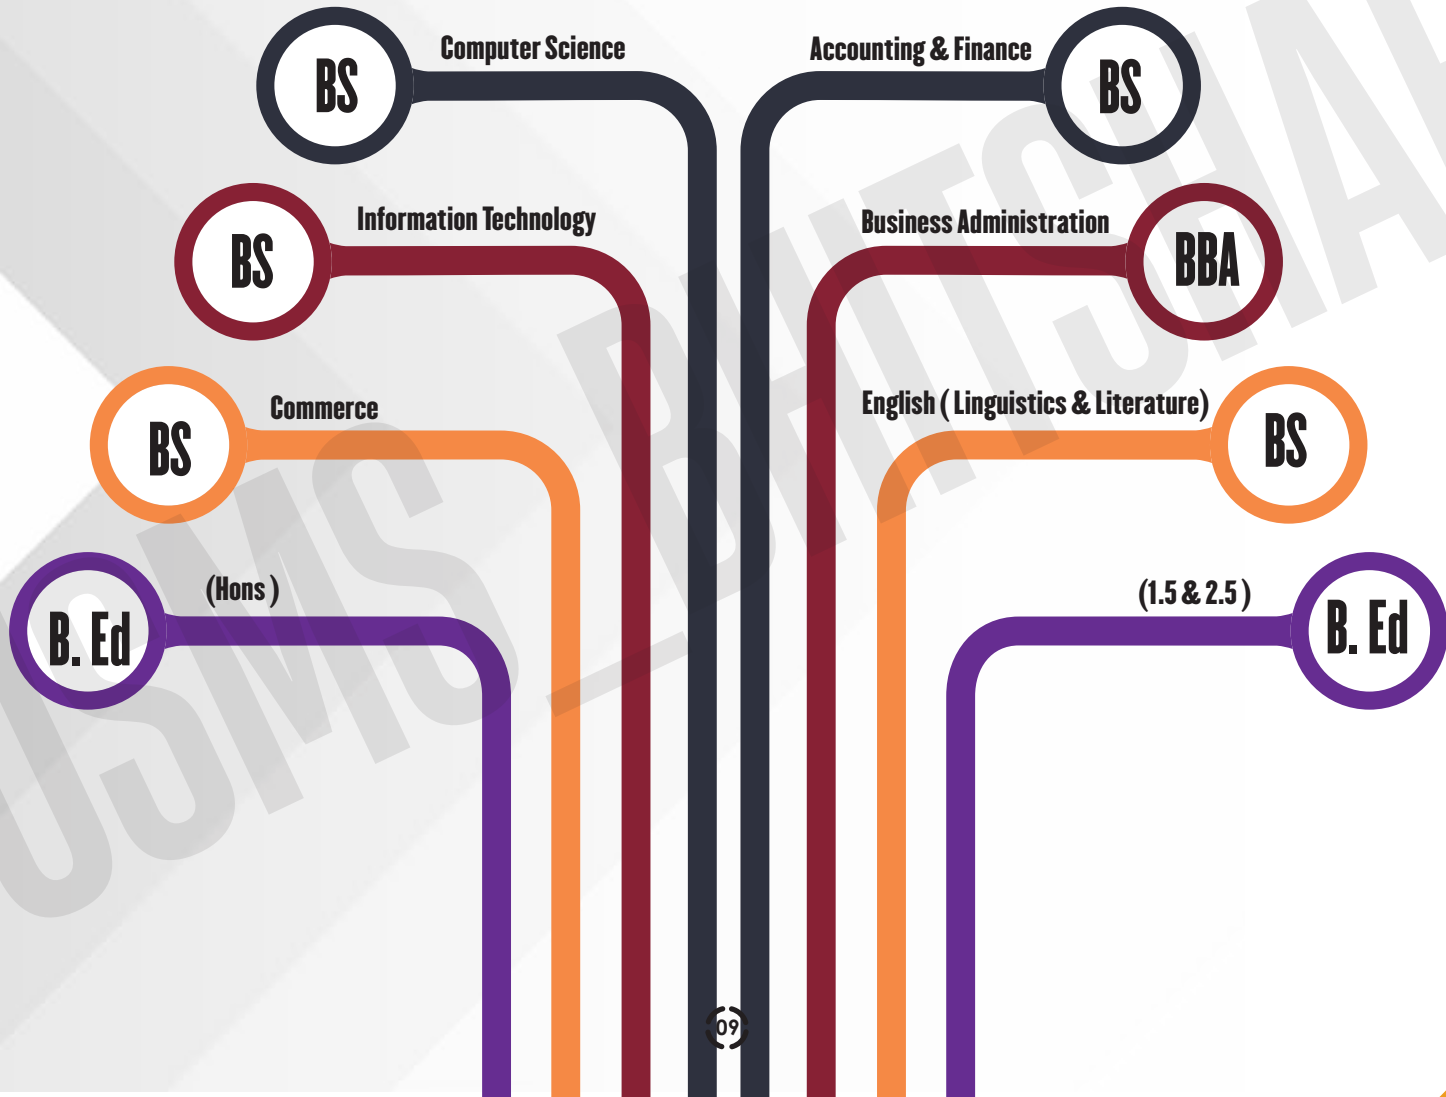 BS
Computer Science
Accounting & Finance
BS
BS
Information Technology
Business Administration
BBA
BS
Commerce
English ( Linguistics & Literature)
BS
B. Ed
(Hons )
(1.5 & 2.5 )
B. Ed
09